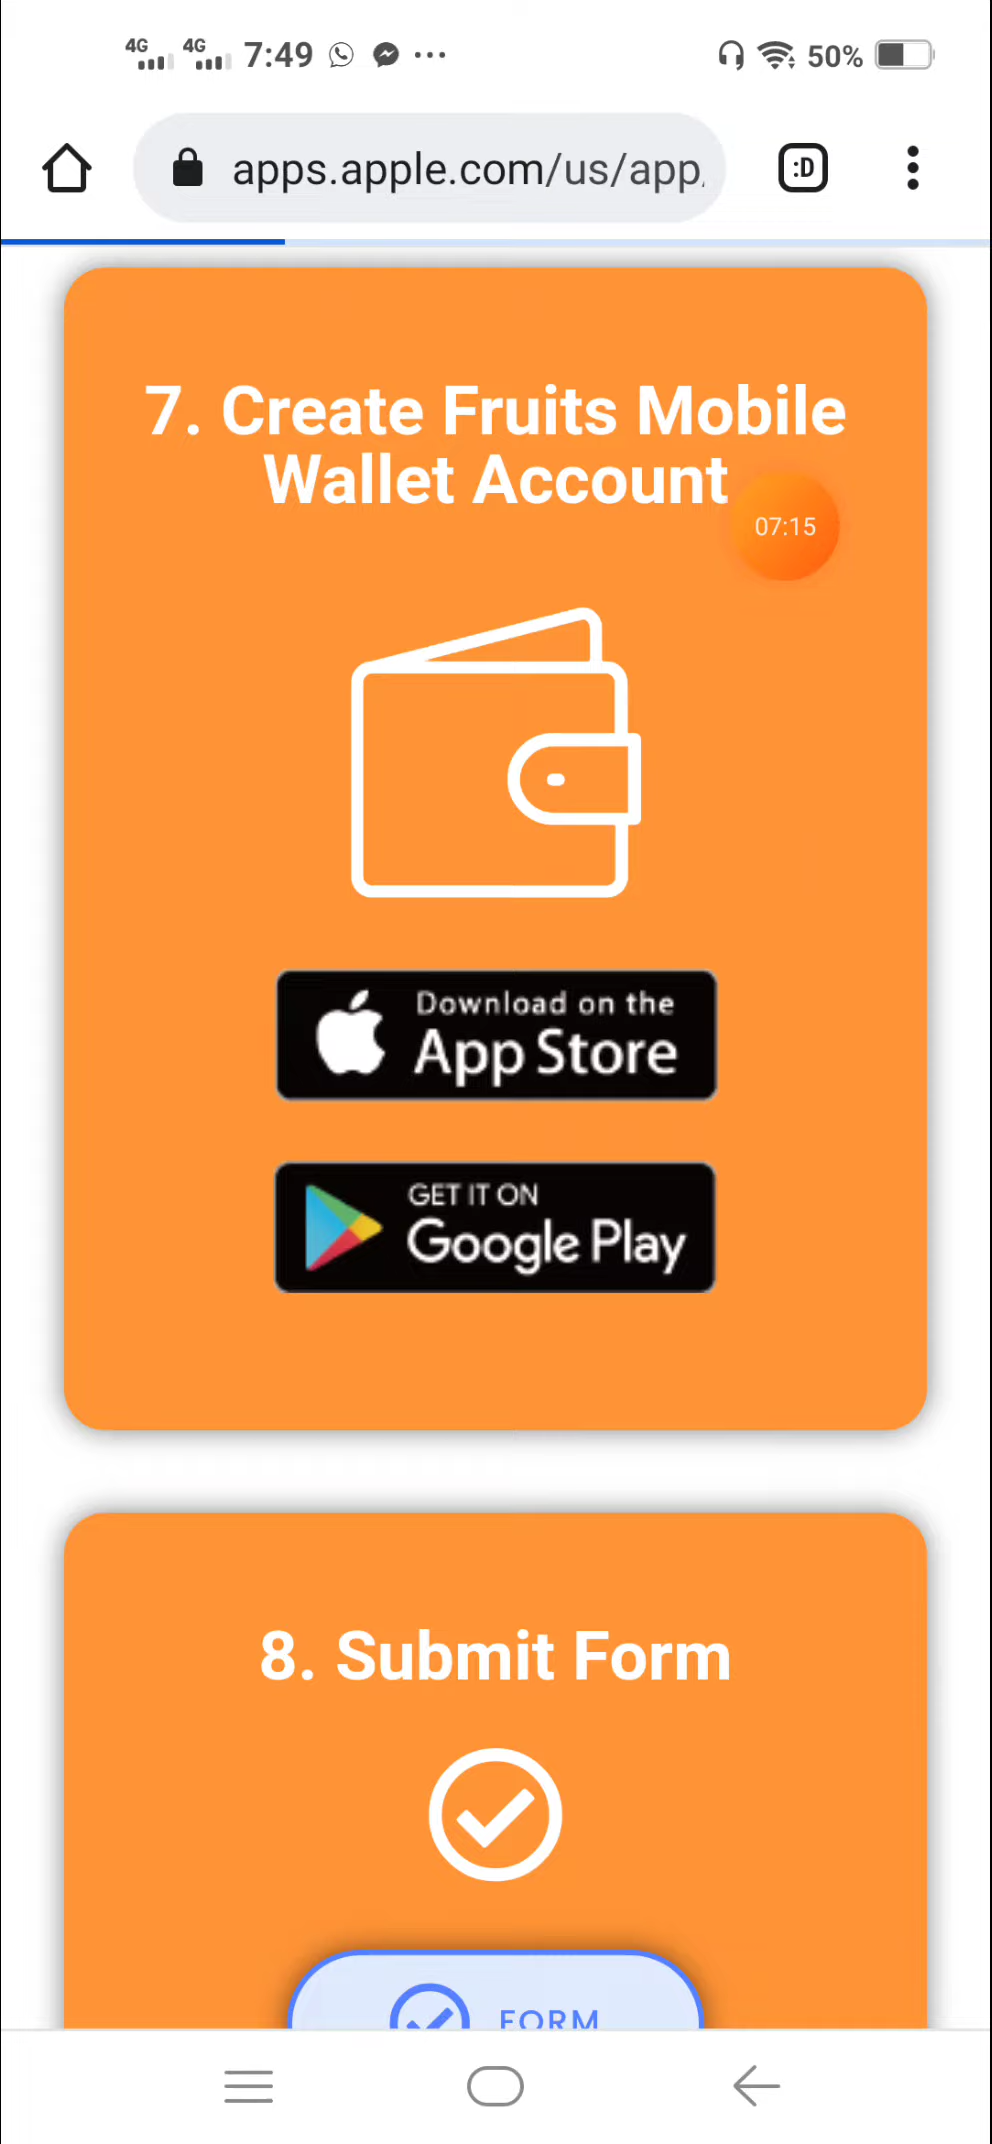 4G 4G 7:49 50%
apps.apple.com/us/app
:D
7. Create Fruits Mobile
Wallet Account
07:15
Download on the
App Store
GET IT ON
Google Play
8. Submit Form
FORM